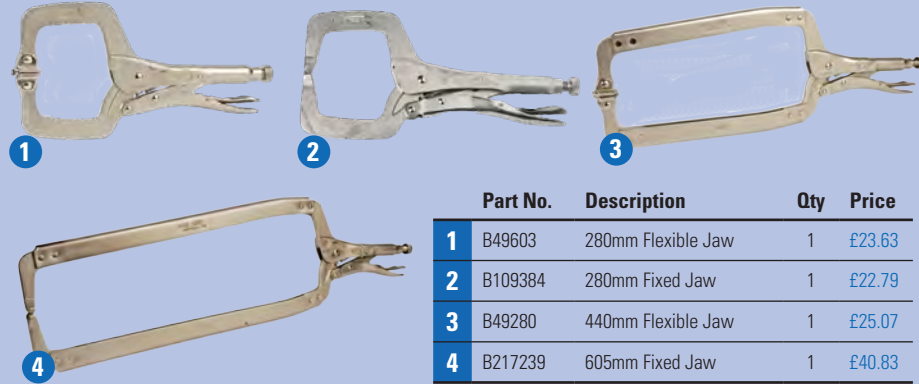 1
2
3
4
Part No. Description Qty Price
1 B49603 280mm Flexible Jaw 1 £23.63
2 B109384 280mm Fixed Jaw 1 £22.79
3 B49280 440mm Flexible Jaw 1 £25.07
4 B217239 605mm Fixed Jaw 1 £40.83